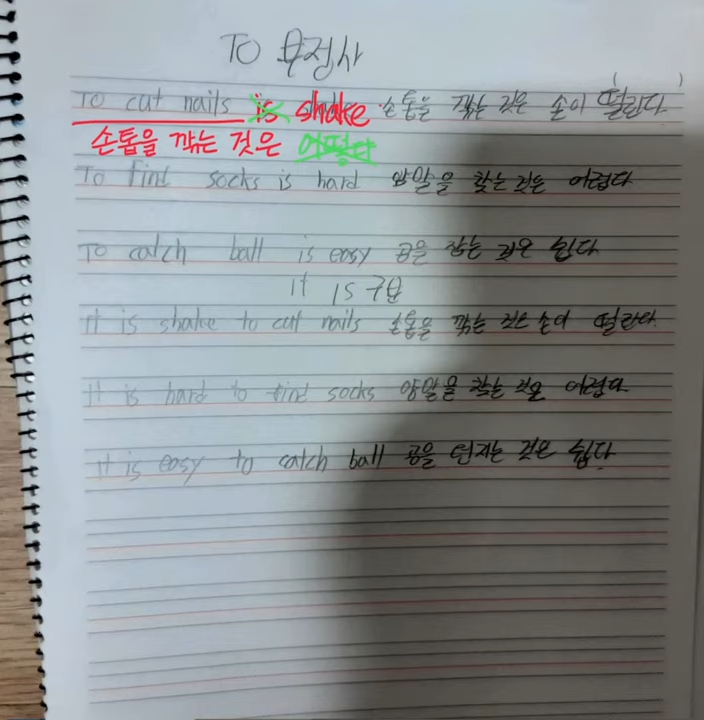 TO 부정사
To cut nails is shake 손톱을 깎는 것은 손이 떨린다
손톱을 깎는 것은 어떻다
To find socks is hard 양말을 찾는 것은 어렵다
To catch ball is easy 공을 잡는 것은 쉽다
it is 구문
It is shake to cut nails 손톱을 깎는 것은 손이 떨린다.
It is hard to find socks 양말을 찾는 것은 어렵다
It is easy to catch ball 공을 던지는 것은 쉽다.